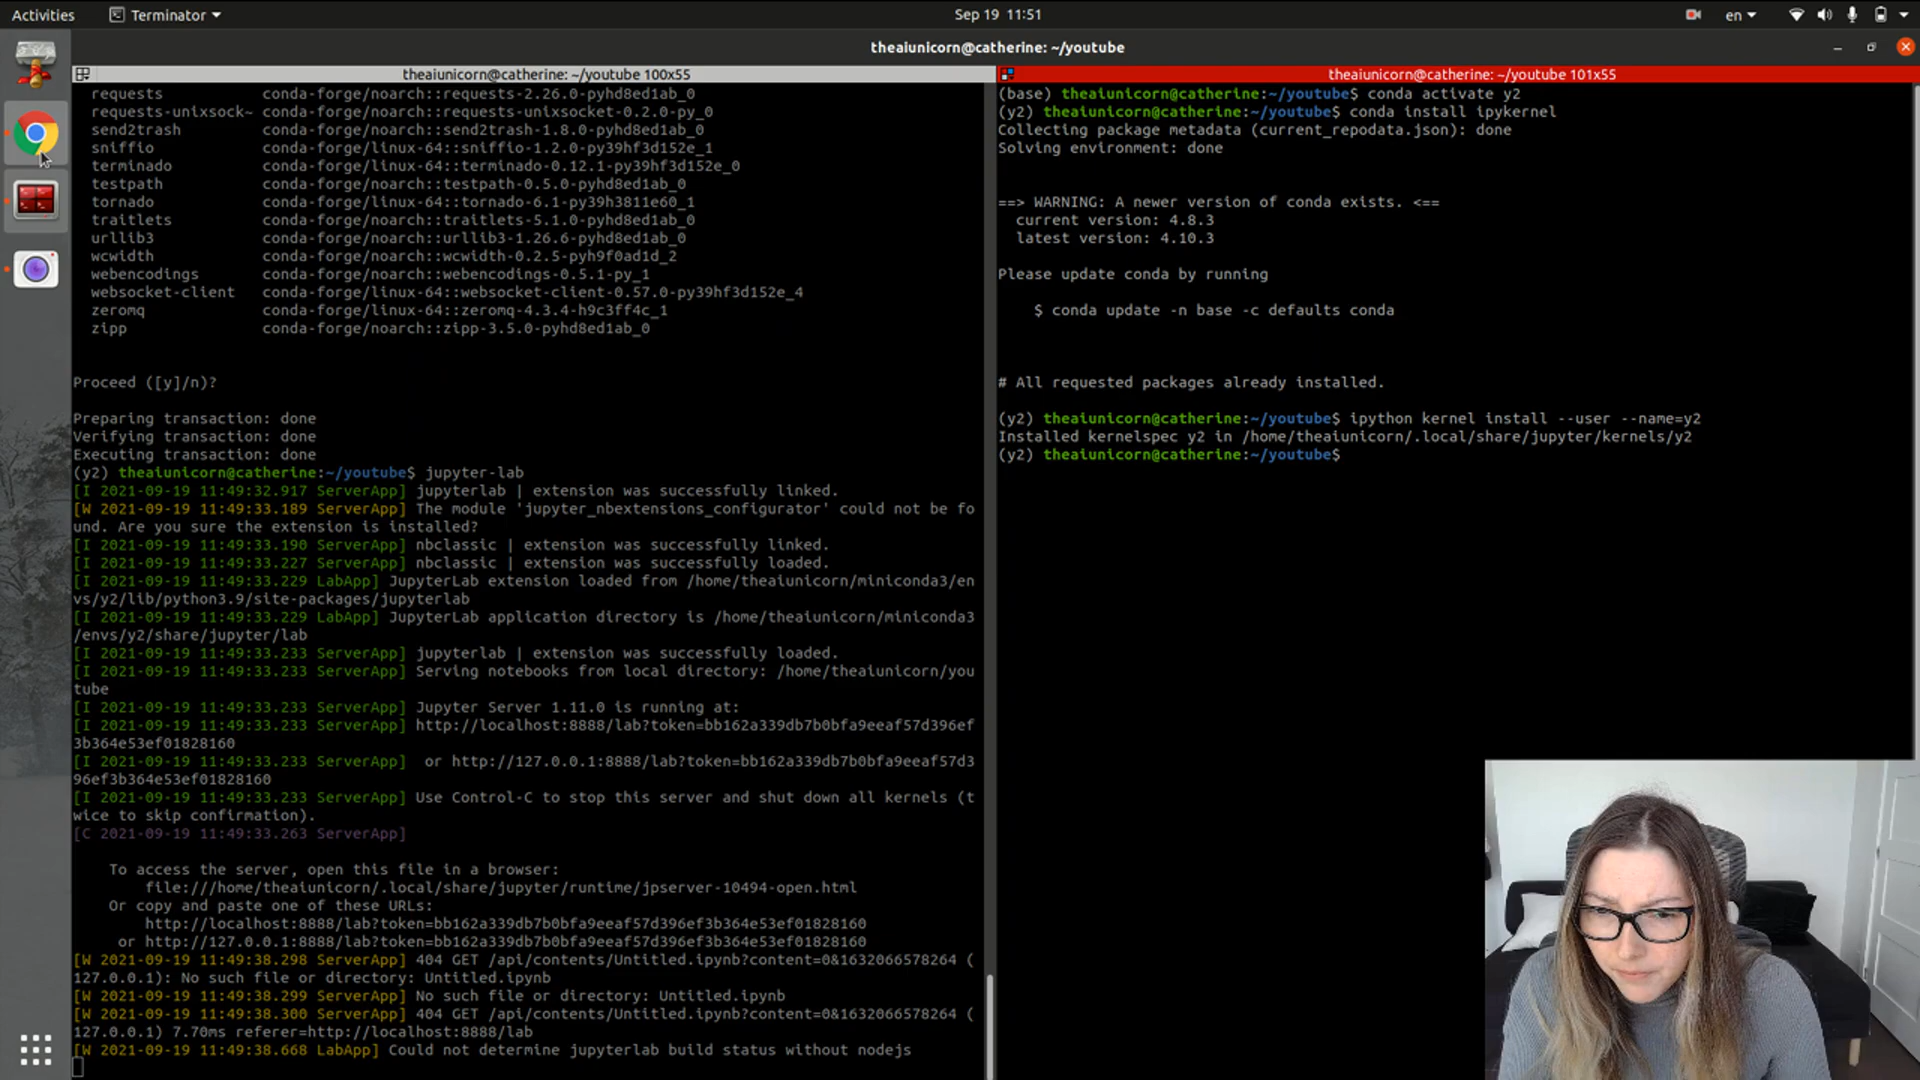 Activities
Terminator
Sep 19 11:51
en
theaiunicorn@catherine: ~/youtube
theaiunicorn@catherine: ~/youtube 100x55
requests conda-forge/noarch::requests-2.26.0-pyhd8ed1ab_0
requests-unixsock~ conda-forge/noarch::requests-unixsocket-0.2.0-py_0
send2trash conda-forge/noarch::send2trash-1.8.0-pyhd8ed1ab_0
sniffio conda-forge/linux-64::sniffio-1.2.0-py39hf3d152e_1
terminado conda-forge/linux-64::terminado-0.12.1-py39hf3d152e_0
testpath conda-forge/noarch::testpath-0.5.0-pyhd8ed1ab_0
tornado conda-forge/linux-64::tornado-6.1-py39h3811e60_1
traitlets conda-forge/noarch::traitlets-5.1.0-pyhd8ed1ab_0
urllib3 conda-forge/noarch::urllib3-1.26.6-pyhd8ed1ab_0
wcwidth conda-forge/noarch::wcwidth-0.2.5-pyh9f0ad1d_2
webencodings conda-forge/noarch::webencodings-0.5.1-py_1
websocket-client conda-forge/linux-64::websocket-client-0.57.0-py39hf3d152e_4
zeromq conda-forge/linux-64::zeromq-4.3.4-h9c3ff4c_1
zipp conda-forge/noarch::zipp-3.5.0-pyhd8ed1ab_0
Proceed ([y]/n)?
Preparing transaction: done
Verifying transaction: done
Executing transaction: done
(y2) theaiunicorn@catherine:~/youtube$ jupyter-lab
[I 2021-09-19 11:49:32.917 ServerApp] jupyterlab | extension was successfully linked.
[W 2021-09-19 11:49:33.189 ServerApp] The module 'jupyter_nbextensions_configurator' could not be fo
und. Are you sure the extension is installed?
[I 2021-09-19 11:49:33.190 ServerApp] nbclassic | extension was successfully linked.
[I 2021-09-19 11:49:33.227 ServerApp] nbclassic | extension was successfully loaded.
[I 2021-09-19 11:49:33.229 LabApp] JupyterLab extension loaded from /home/theaiunicorn/miniconda3/en
vs/y2/lib/python3.9/site-packages/jupyterlab
[I 2021-09-19 11:49:33.229 LabApp] JupyterLab application directory is /home/theaiunicorn/miniconda3
/envs/y2/share/jupyter/lab
[I 2021-09-19 11:49:33.233 ServerApp] jupyterlab | extension was successfully loaded.
[I 2021-09-19 11:49:33.233 ServerApp] Serving notebooks from local directory: /home/theaiunicorn/you
tube
[I 2021-09-19 11:49:33.233 ServerApp] Jupyter Server 1.11.0 is running at:
[I 2021-09-19 11:49:33.233 ServerApp] http://localhost:8888/lab?token=bb162a339db7b0bfa9eeaf57d396ef
3b364e53ef01828160
[I 2021-09-19 11:49:33.233 ServerApp]  or http://127.0.0.1:8888/lab?token=bb162a339db7b0bfa9eeaf57d3
96ef3b364e53ef01828160
[I 2021-09-19 11:49:33.233 ServerApp] Use Control-C to stop this server and shut down all kernels (t
wice to skip confirmation).
[C 2021-09-19 11:49:33.263 ServerApp]
To access the server, open this file in a browser:
file:///home/theaiunicorn/.local/share/jupyter/runtime/jpserver-10494-open.html
Or copy and paste one of these URLs:
http://localhost:8888/lab?token=bb162a339db7b0bfa9eeaf57d396ef3b364e53ef01828160
or http://127.0.0.1:8888/lab?token=bb162a339db7b0bfa9eeaf57d396ef3b364e53ef01828160
[W 2021-09-19 11:49:38.298 ServerApp] 404 GET /api/contents/Untitled.ipynb?content=0&1632066578264 (
127.0.0.1): No such file or directory: Untitled.ipynb
[W 2021-09-19 11:49:38.299 ServerApp] No such file or directory: Untitled.ipynb
[W 2021-09-19 11:49:38.300 ServerApp] 404 GET /api/contents/Untitled.ipynb?content=0&1632066578264 (
127.0.0.1) 7.70ms referer=http://localhost:8888/lab
[W 2021-09-19 11:49:38.668 LabApp] Could not determine jupyterlab build status without nodejs
theaiunicorn@catherine: ~/youtube 101x55
(base) theaiunicorn@catherine:~/youtube$ conda activate y2
(y2) theaiunicorn@catherine:~/youtube$ conda install ipykernel
Collecting package metadata (current_repodata.json): done
Solving environment: done
==> WARNING: A newer version of conda exists. <==
current version: 4.8.3
latest version: 4.10.3
Please update conda by running
$ conda update -n base -c defaults conda
# All requested packages already installed.
(y2) theaiunicorn@catherine:~/youtube$ ipython kernel install --user --name=y2
Installed kernelspec y2 in /home/theaiunicorn/.local/share/jupyter/kernels/y2
(y2) theaiunicorn@catherine:~/youtube$